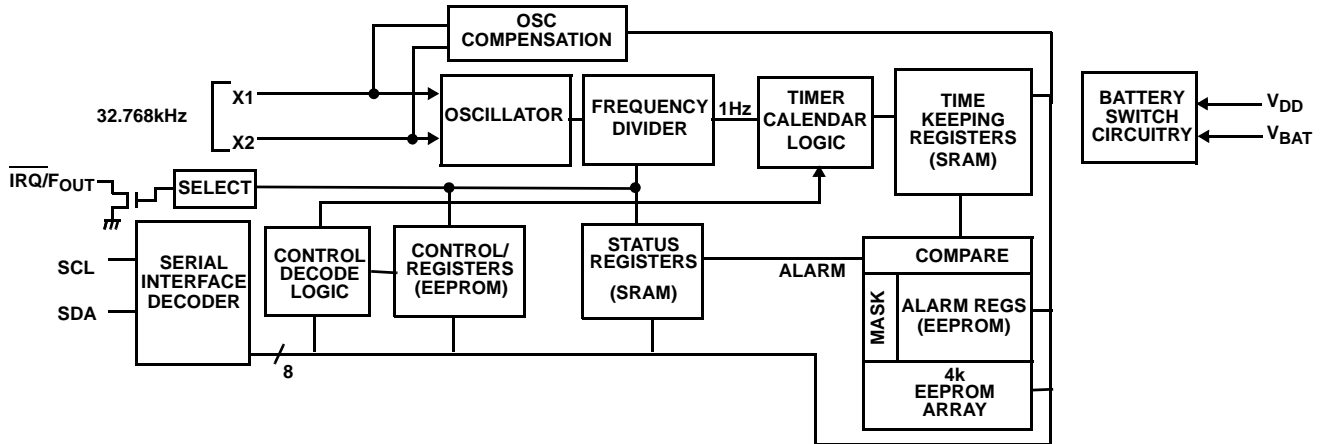 OSC
COMPENSATION
32.768kHz
X1
X2
OSCILLATOR
FREQUENCY
DIVIDER
1Hz
TIMER
CALENDAR
LOGIC
TIME
KEEPING
REGISTERS
(SRAM)
BATTERY
SWITCH
CIRCUITRY
VDD
VBAT
IRQ/FOUT
SELECT
SCL
SDA
SERIAL
INTERFACE
DECODER
8
CONTROL
DECODE
LOGIC
CONTROL/
REGISTERS
(EEPROM)
STATUS
REGISTERS
(SRAM)
ALARM
COMPARE
MASK
ALARM REGS
(EEPROM)
4k
EEPROM
ARRAY